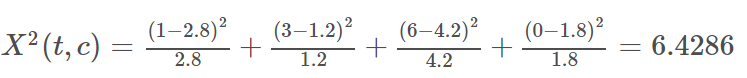 X²(t,c) = (1−2.8)²/2.8 + (3−1.2)²/1.2 + (6−4.2)²/4.2 + (0−1.8)²/1.8 = 6.4286